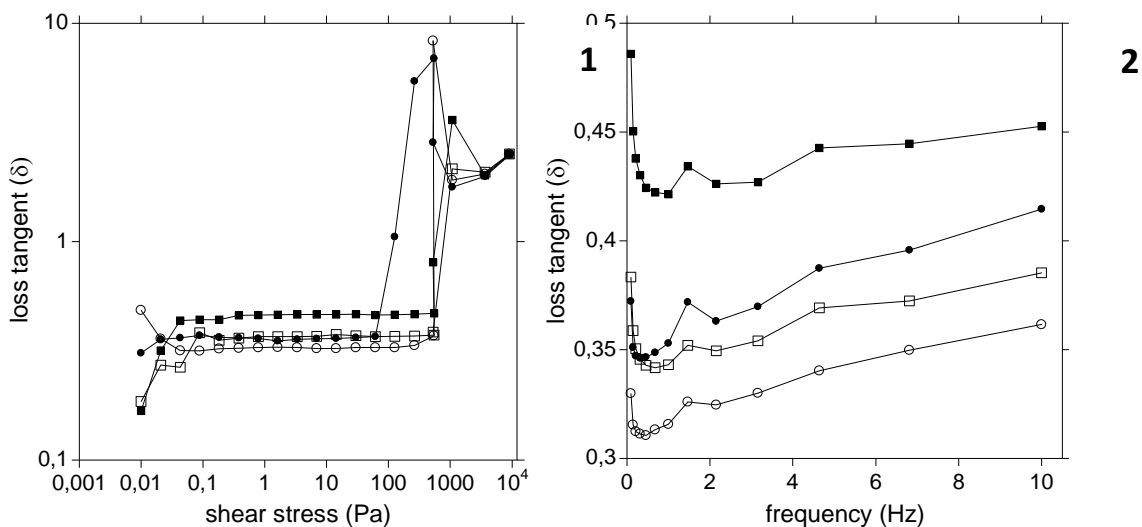 10
1
0,1
loss tangent (δ)
0,001 0,01 0,1 1 10 100 1000 10⁴
shear stress (Pa)
1
0,5
0,45
0,4
0,35
0,3
loss tangent (δ)
0 2 4 6 8 10
frequency (Hz)
2